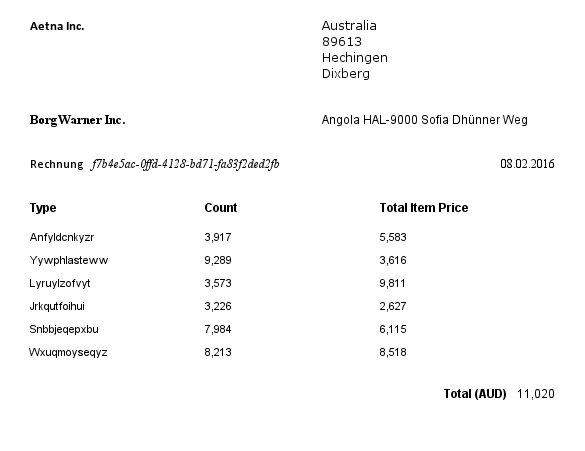 Aetna Inc. Australia
89613
Hechingen
Dixberg
BorgWarner Inc. Angola HAL-9000 Sofia Dhünner Weg
Rechnung f7b4e5ac-0ffd-4128-bd71-fa83f2ded2fb 08.02.2016
Type Count Total Item Price
Anfyldcnkyzr 3,917 5,583
Yywphlasteww 9,289 3,616
Lyruylzofvyt 3,573 9,811
Jrkqutfoihui 3,226 2,627
Snbbjeqepxbu 7,984 6,115
Wxuqmoyseqyz 8,213 8,518
Total (AUD) 11,020